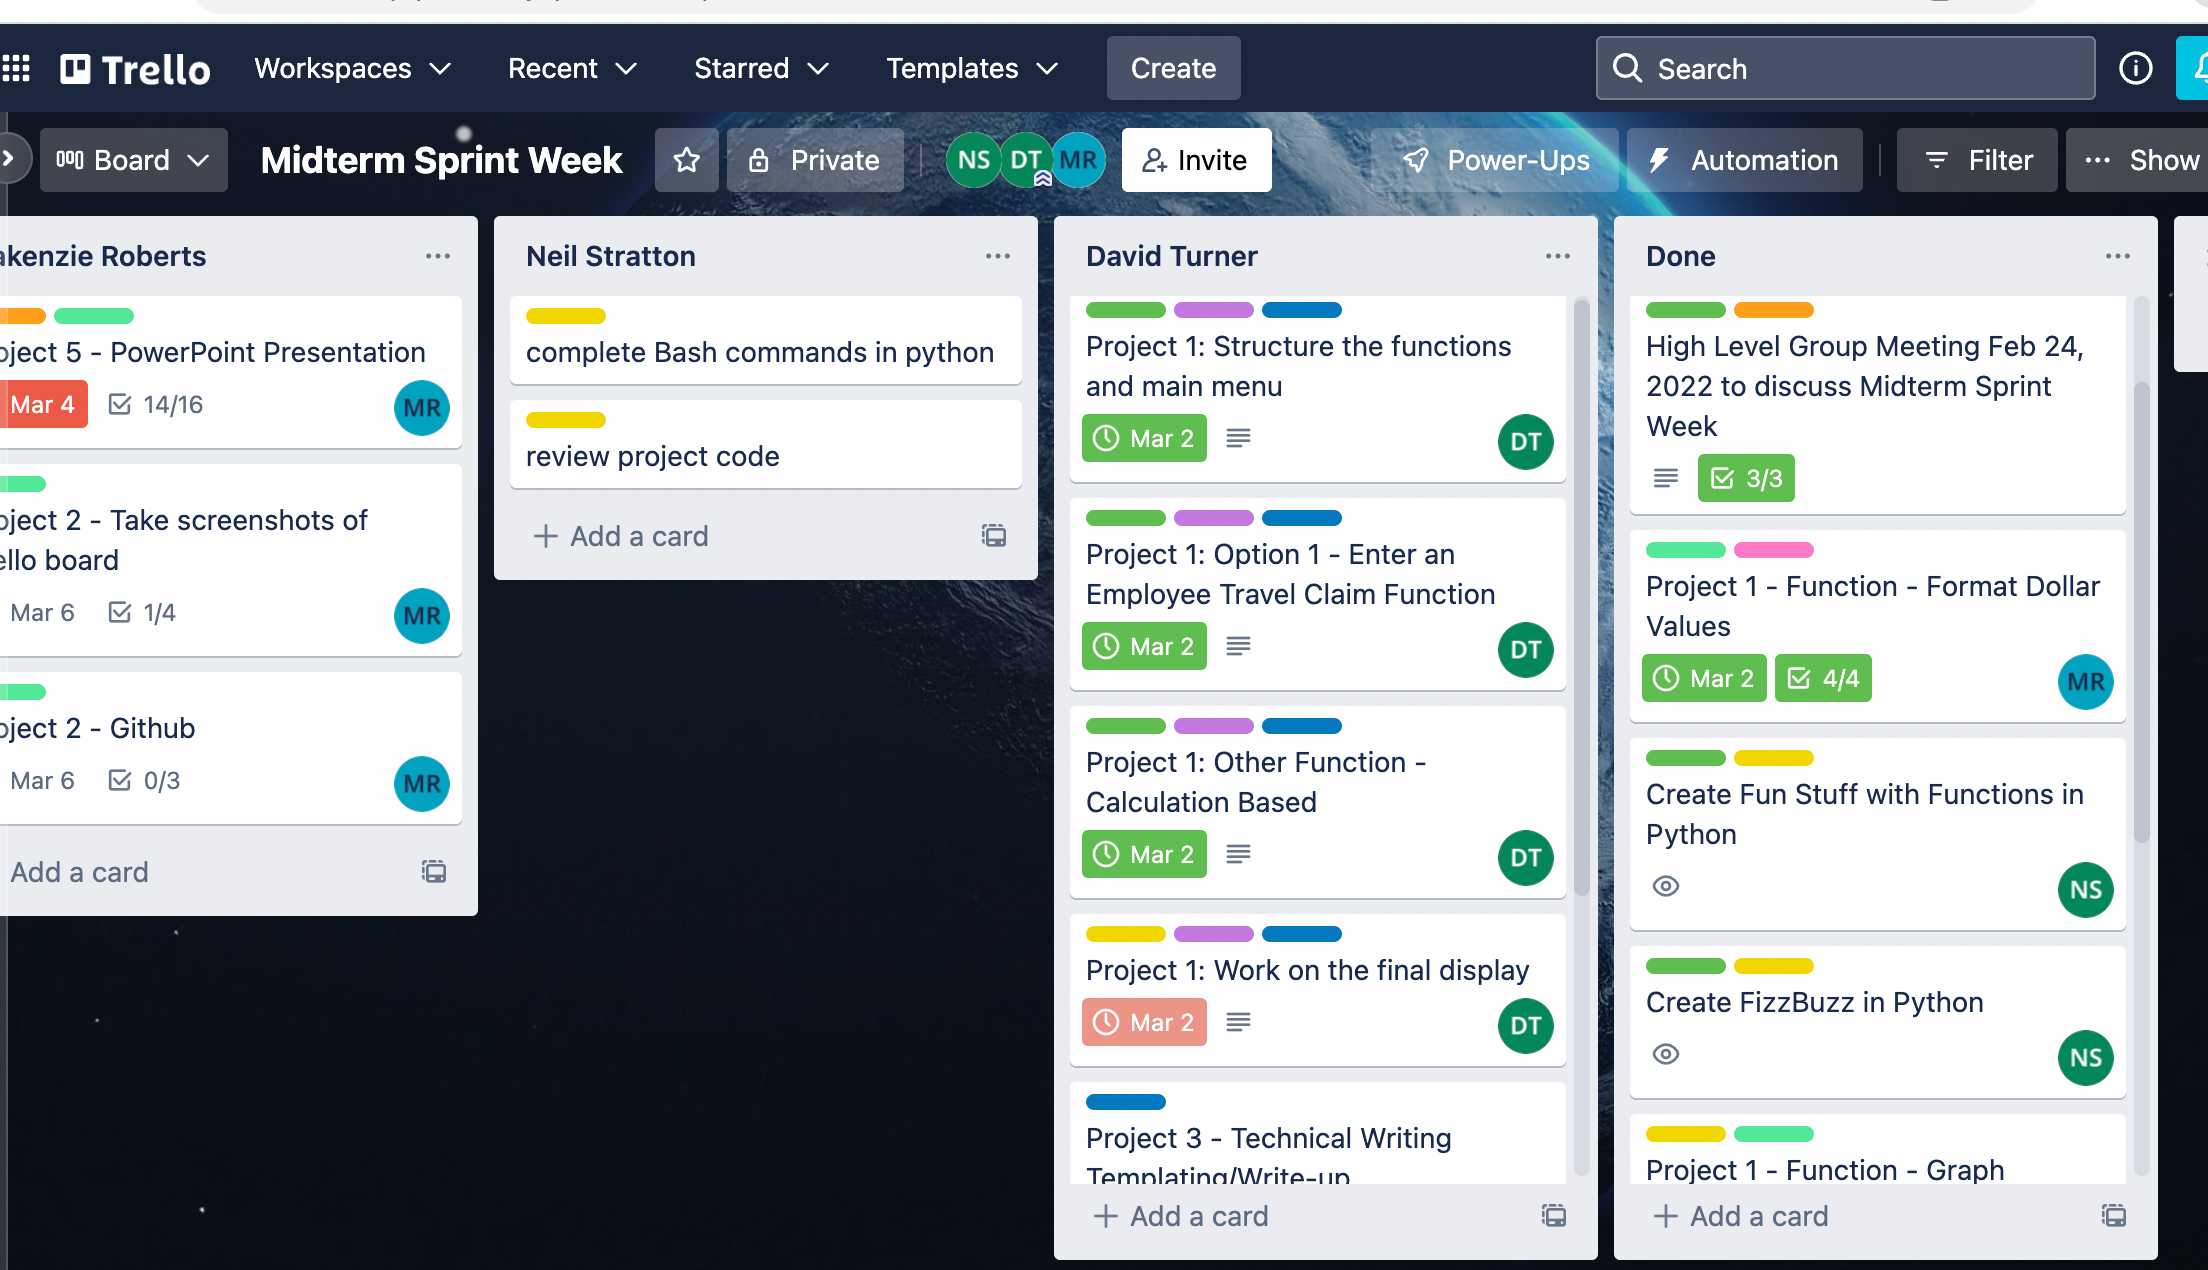 Trello
Workspaces
Recent
Starred
Templates
Create
Search
Board
Midterm Sprint Week
Private
NS
DT
MR
Invite
Power-Ups
Automation
Filter
Show
akenzie Roberts
oject 5 - PowerPoint Presentation
Mar 4
14/16
MR
oject 2 - Take screenshots of
ello board
Mar 6
1/4
MR
oject 2 - Github
Mar 6
0/3
MR
Add a card
Neil Stratton
complete Bash commands in python
review project code
+ Add a card
David Turner
Project 1: Structure the functions
and main menu
Mar 2
DT
Project 1: Option 1 - Enter an
Employee Travel Claim Function
Mar 2
DT
Project 1: Other Function -
Calculation Based
Mar 2
DT
Project 1: Work on the final display
Mar 2
DT
Project 3 - Technical Writing
Templating/Write-up
+ Add a card
Done
High Level Group Meeting Feb 24,
2022 to discuss Midterm Sprint
Week
3/3
Project 1 - Function - Format Dollar
Values
Mar 2
4/4
MR
Create Fun Stuff with Functions in
Python
NS
Create FizzBuzz in Python
NS
Project 1 - Function - Graph
+ Add a card